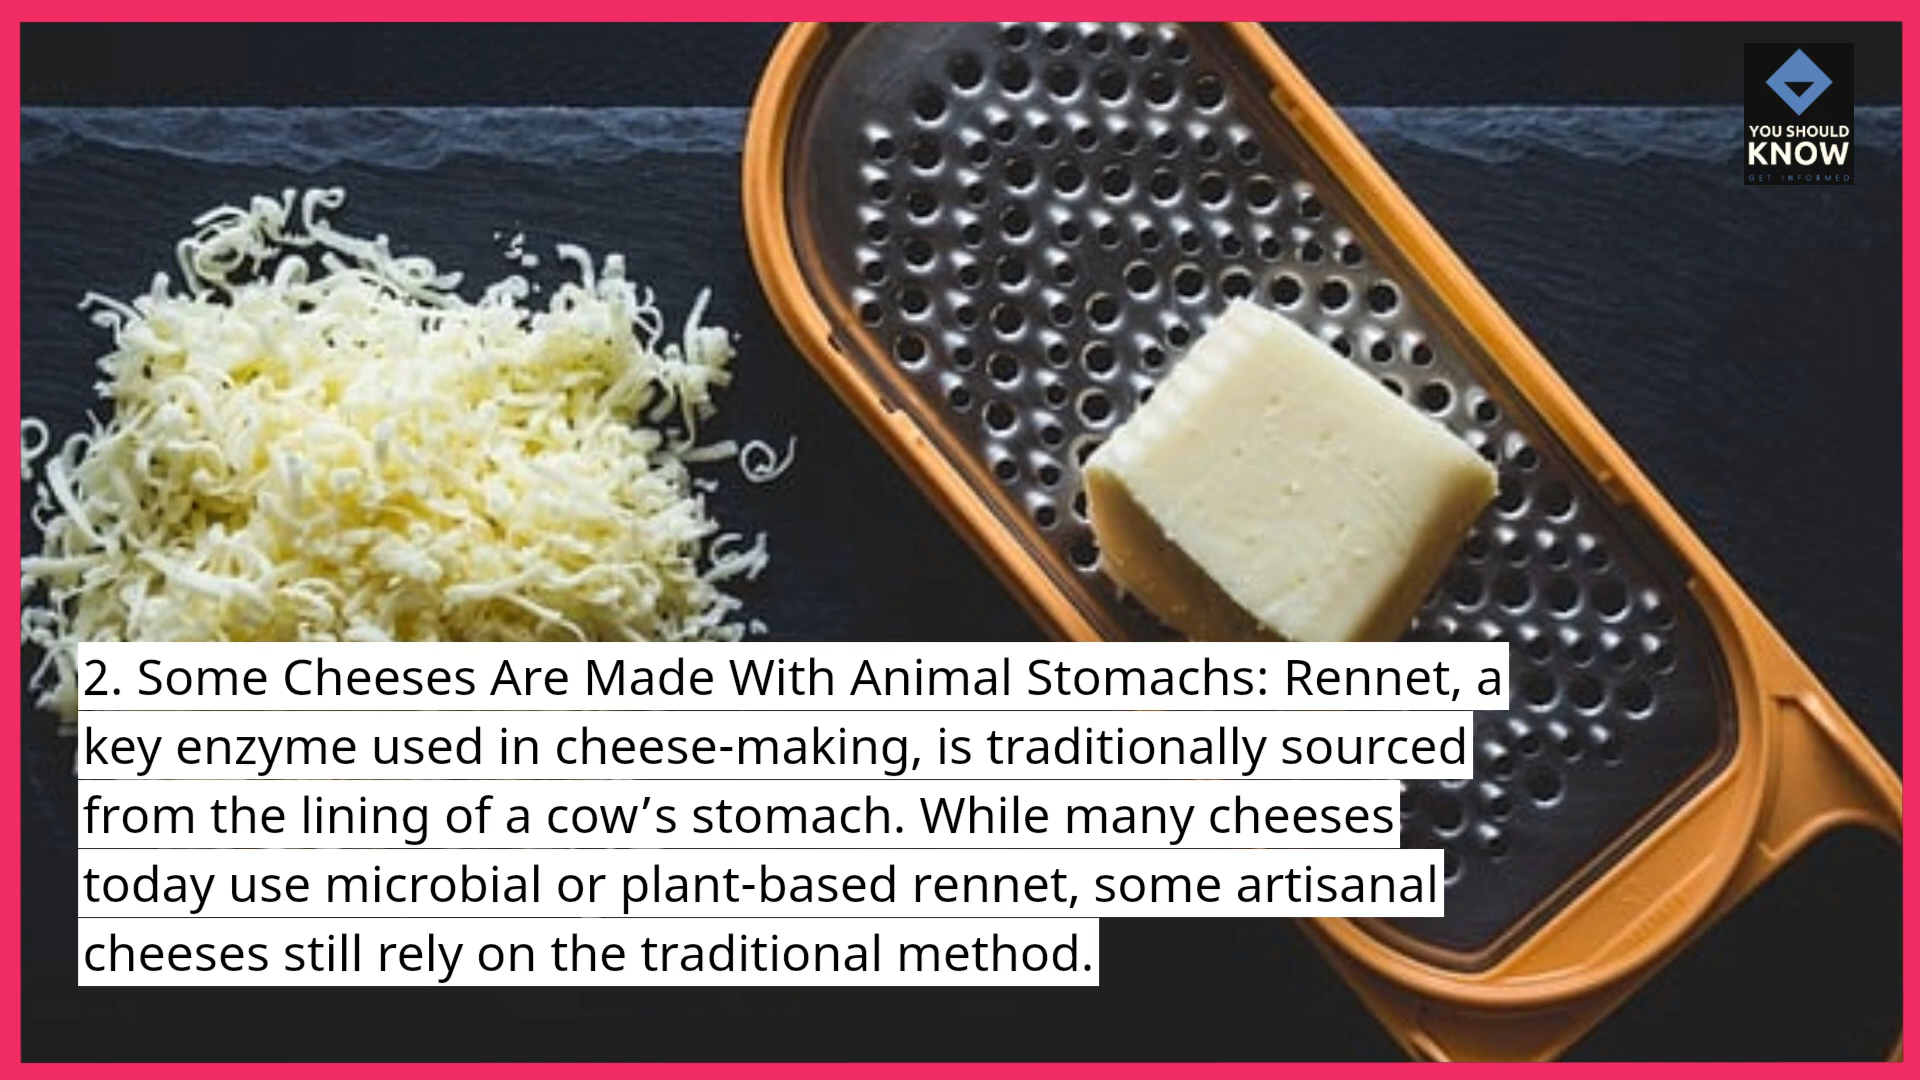 YOU SHOULD
KNOW
GET INFORMED
2. Some Cheeses Are Made With Animal Stomachs: Rennet, a
key enzyme used in cheese-making, is traditionally sourced
from the lining of a cow’s stomach. While many cheeses
today use microbial or plant-based rennet, some artisanal
cheeses still rely on the traditional method.